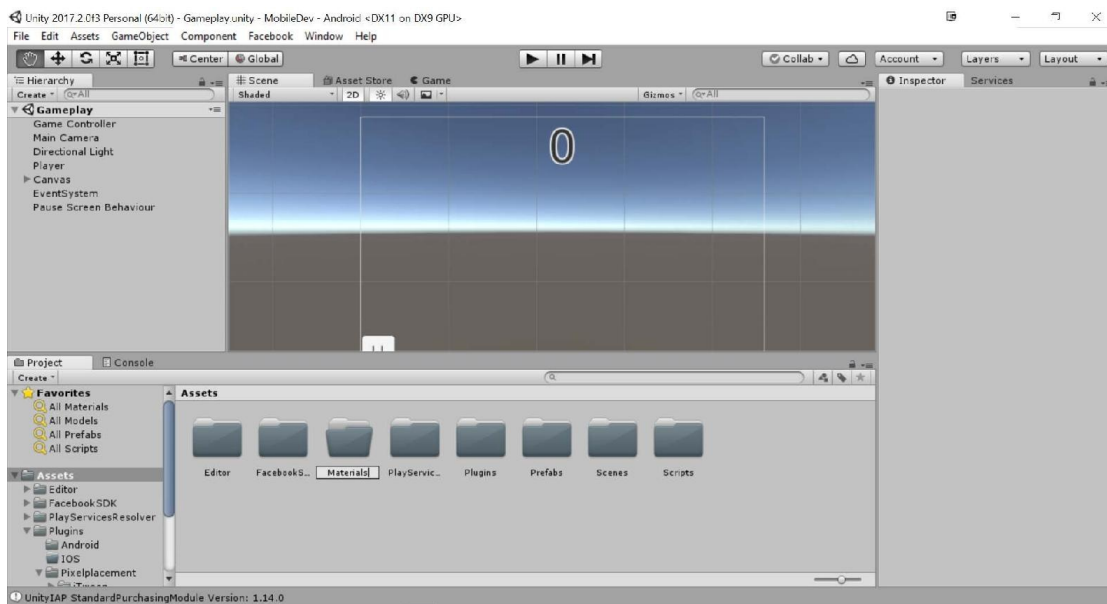 Unity 2017.2.0f3 Personal (64bit) - Gameplay.unity - MobileDev - Android <DX11 on DX9 GPU>
File Edit Assets GameObject Component Facebook Window Help
Center Global Collab Account Layers Layout
Hierarchy
Create All
Gameplay
Game Controller
Main Camera
Directional Light
Player
Canvas
EventSystem
Pause Screen Behaviour
Scene Asset Store Game
Shaded 2D Gizmos All
0
Inspector Services
Project Console
Create
Favorites
All Materials
All Models
All Prefabs
All Scripts
Assets
Editor
FacebookSDK
PlayServicesResolver
Plugins
Android
IOS
Pixelplacement
iTween
Assets
Editor FacebookS... Materials PlayServic... Plugins Prefabs Scenes Scripts
UnityIAP StandardPurchasingModule Version: 1.14.0